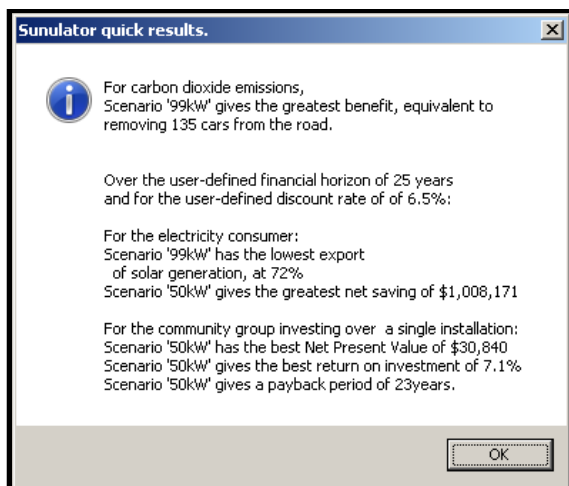 Sunulator quick results.
For carbon dioxide emissions,
Scenario '99kW' gives the greatest benefit, equivalent to
removing 135 cars from the road.
Over the user-defined financial horizon of 25 years
and for the user-defined discount rate of of 6.5%:
For the electricity consumer:
Scenario '99kW' has the lowest export
of solar generation, at 72%
Scenario '50kW' gives the greatest net saving of $1,008,171
For the community group investing over a single installation:
Scenario '50kW' has the best Net Present Value of $30,840
Scenario '50kW' gives the best return on investment of 7.1%
Scenario '50kW' gives a payback period of 23years.
OK